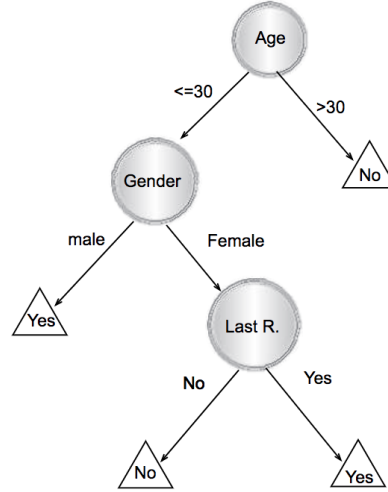 Age
<=30
>30
Gender
No
male
Female
Yes
Last R.
No
Yes
No
Yes